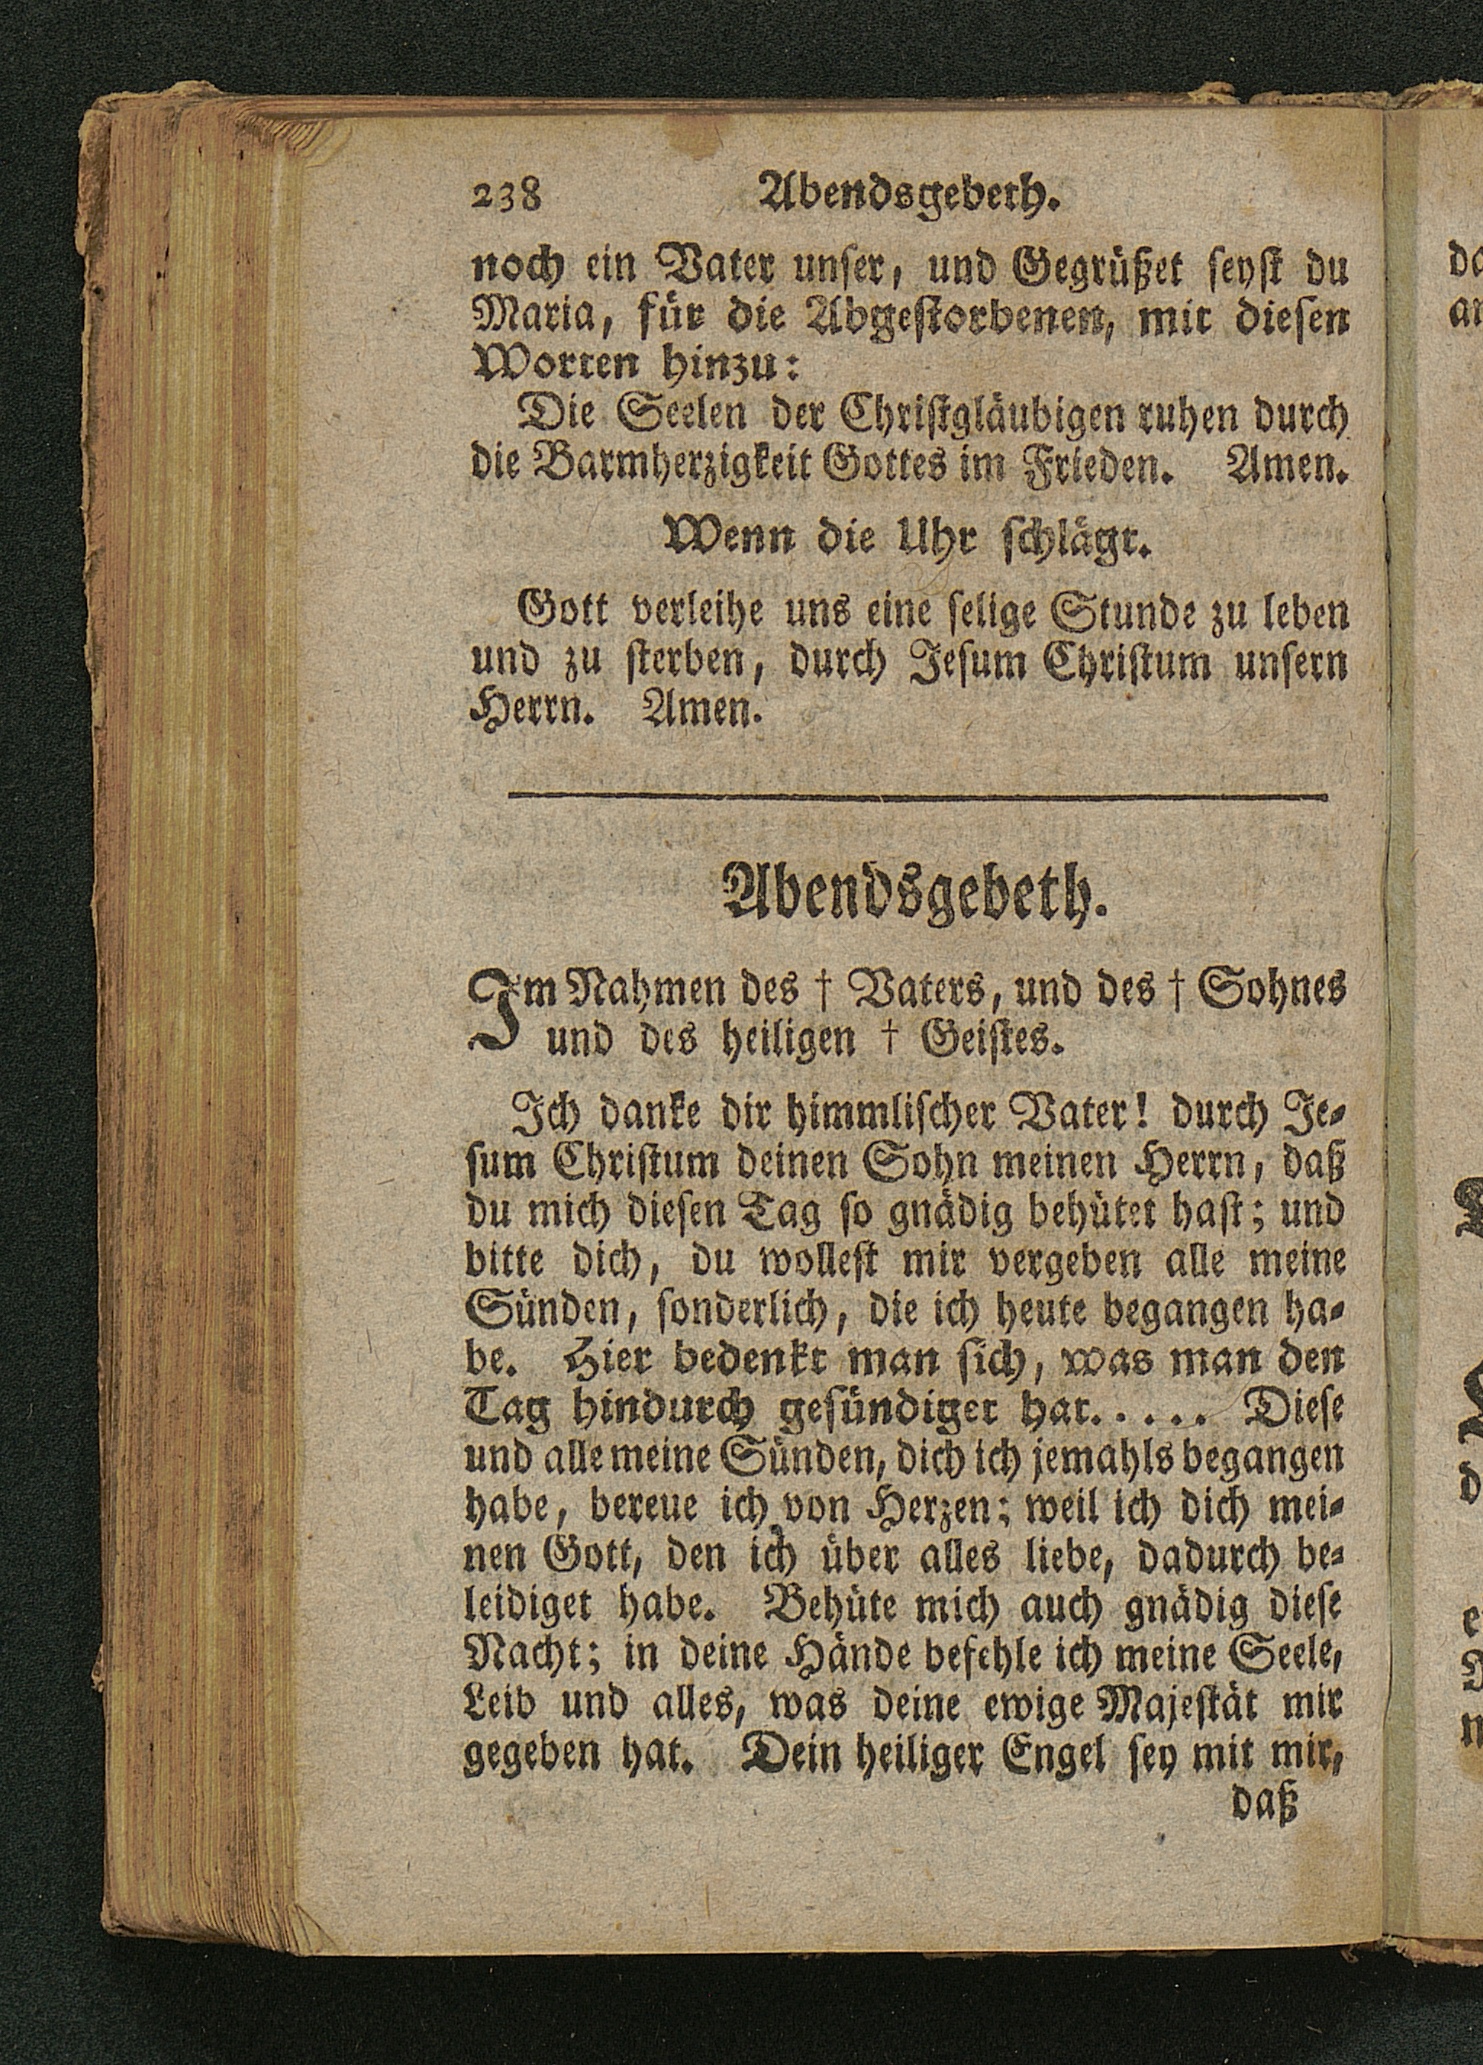 238 Abendsgebeth.
noch ein Vater unser, und Gegrüßet seyst du
Maria, für die Abgestorbenen, mit diesen
Worten hinzu:
Die Seelen der Christgläubigen ruhen durch
die Barmherzigkeit Gottes im Frieden. Amen.
Wenn die Uhr schlägt.
Gott verleihe uns eine selige Stunde zu leben
und zu sterben, durch Jesum Christum unsern
Herrn. Amen.
Abendsgebeth.
Im Nahmen des † Vaters, und des † Sohnes
und des heiligen † Geistes.
Ich danke dir himmlischer Vater! durch Je-
sum Christum deinen Sohn meinen Herrn, daß
du mich diesen Tag so gnädig behütet hast; und
bitte dich, du wollest mir vergeben alle meine
Sünden, sonderlich, die ich heute begangen ha-
be. Hier bedenkt man sich, was man den
Tag hindurch gesündiget hat..... Diese
und alle meine Sünden, dich ich jemahls begangen
habe, bereue ich von Herzen; weil ich dich mei-
nen Gott, den ich über alles liebe, dadurch be-
leidiget habe. Behüte mich auch gnädig diese
Nacht; in deine Hände befehle ich meine Seele,
Leib und alles, was deine ewige Majestät mir
gegeben hat. Dein heiliger Engel sey mit mir,
daß